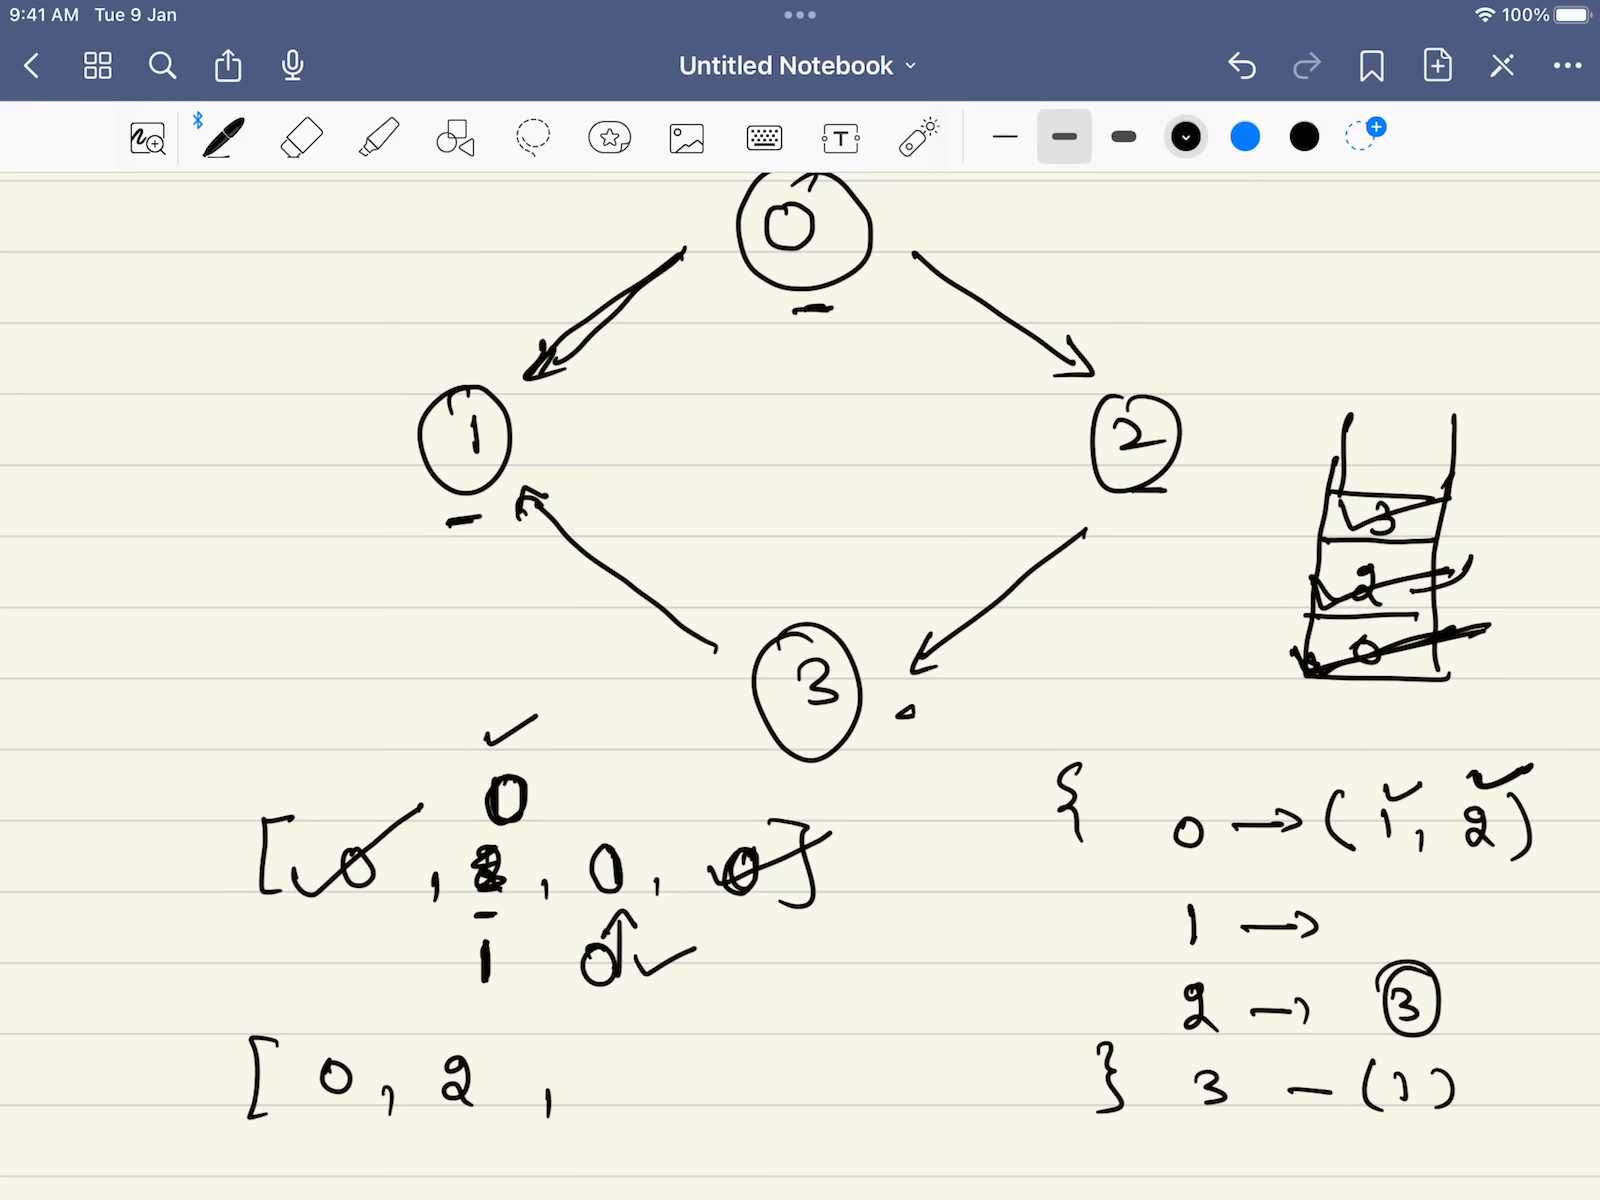 9:41 AM Tue 9 Jan
100%
Untitled Notebook
T
0
1
2
3
2
0
3
0
[0, 2, 0, 0]
1 0
{
0 → (1, 2)
1 →
2 → 3
} 3 – (1)
[0, 2,